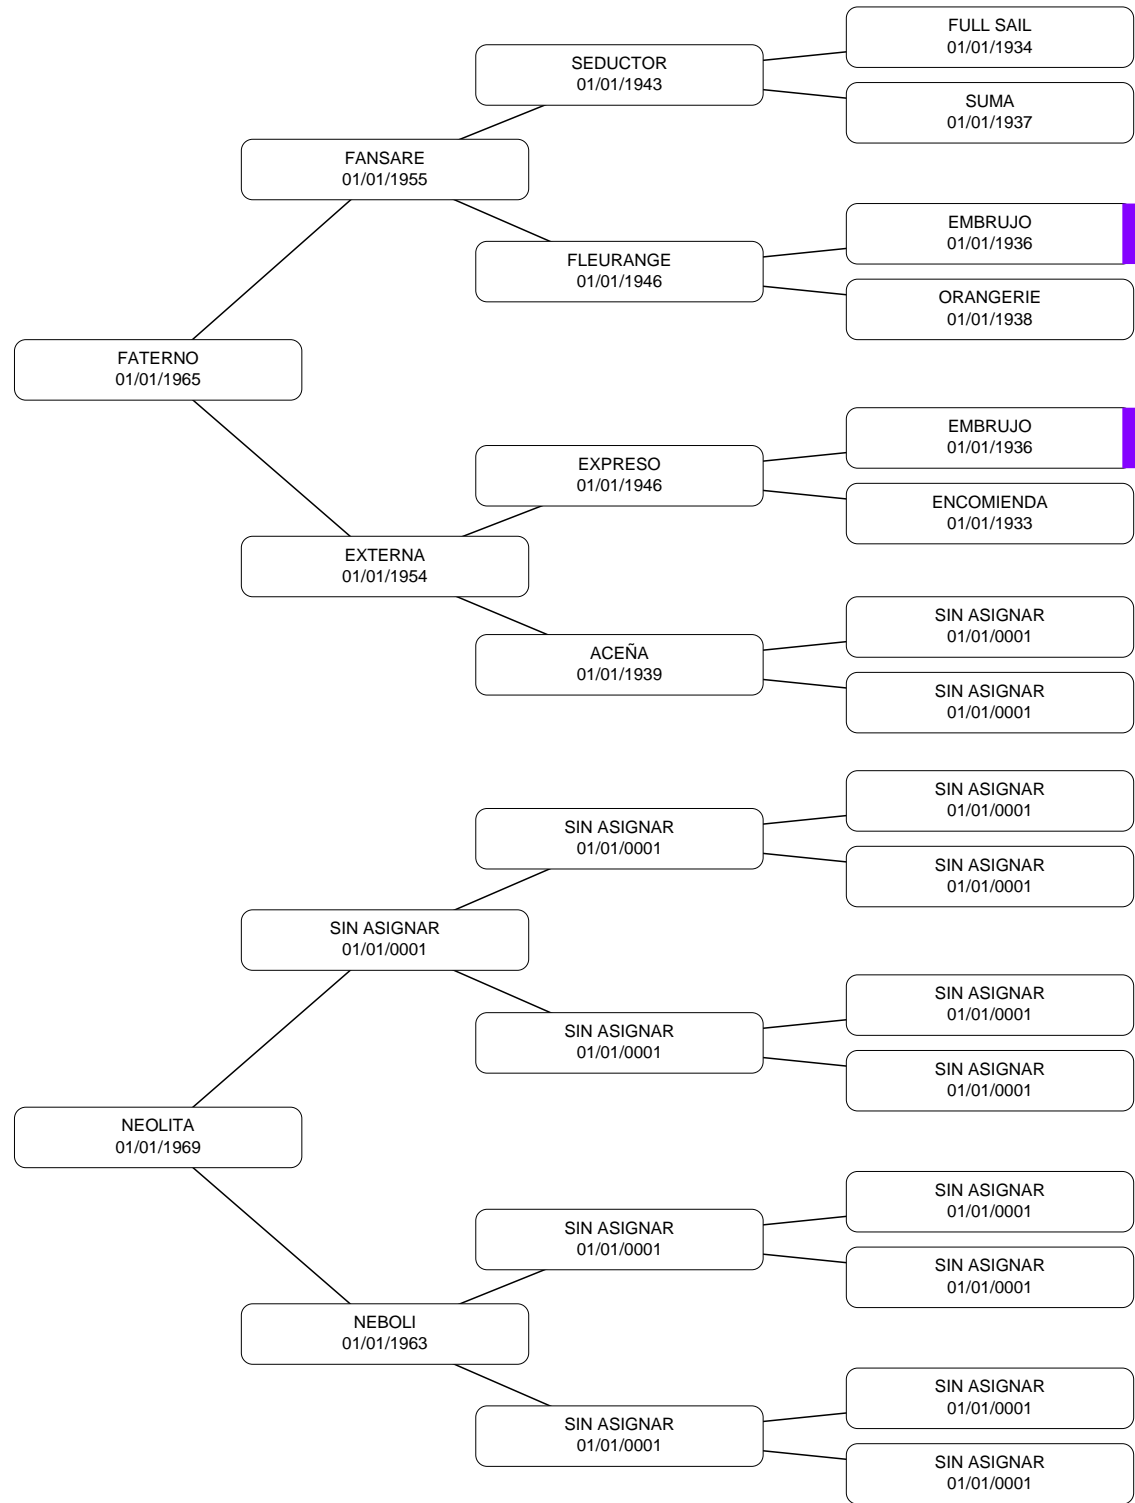 FULL SAIL
01/01/1934
SEDUCTOR
01/01/1943
SUMA
01/01/1937
FANSARE
01/01/1955
EMBRUJO
01/01/1936
FLEURANGE
01/01/1946
ORANGERIE
01/01/1938
FATERNO
01/01/1965
EMBRUJO
01/01/1936
EXPRESO
01/01/1946
ENCOMIENDA
01/01/1933
EXTERNA
01/01/1954
SIN ASIGNAR
01/01/0001
ACEÑA
01/01/1939
SIN ASIGNAR
01/01/0001
SIN ASIGNAR
01/01/0001
SIN ASIGNAR
01/01/0001
SIN ASIGNAR
01/01/0001
SIN ASIGNAR
01/01/0001
SIN ASIGNAR
01/01/0001
SIN ASIGNAR
01/01/0001
SIN ASIGNAR
01/01/0001
NEOLITA
01/01/1969
SIN ASIGNAR
01/01/0001
SIN ASIGNAR
01/01/0001
SIN ASIGNAR
01/01/0001
NEBOLI
01/01/1963
SIN ASIGNAR
01/01/0001
SIN ASIGNAR
01/01/0001
SIN ASIGNAR
01/01/0001